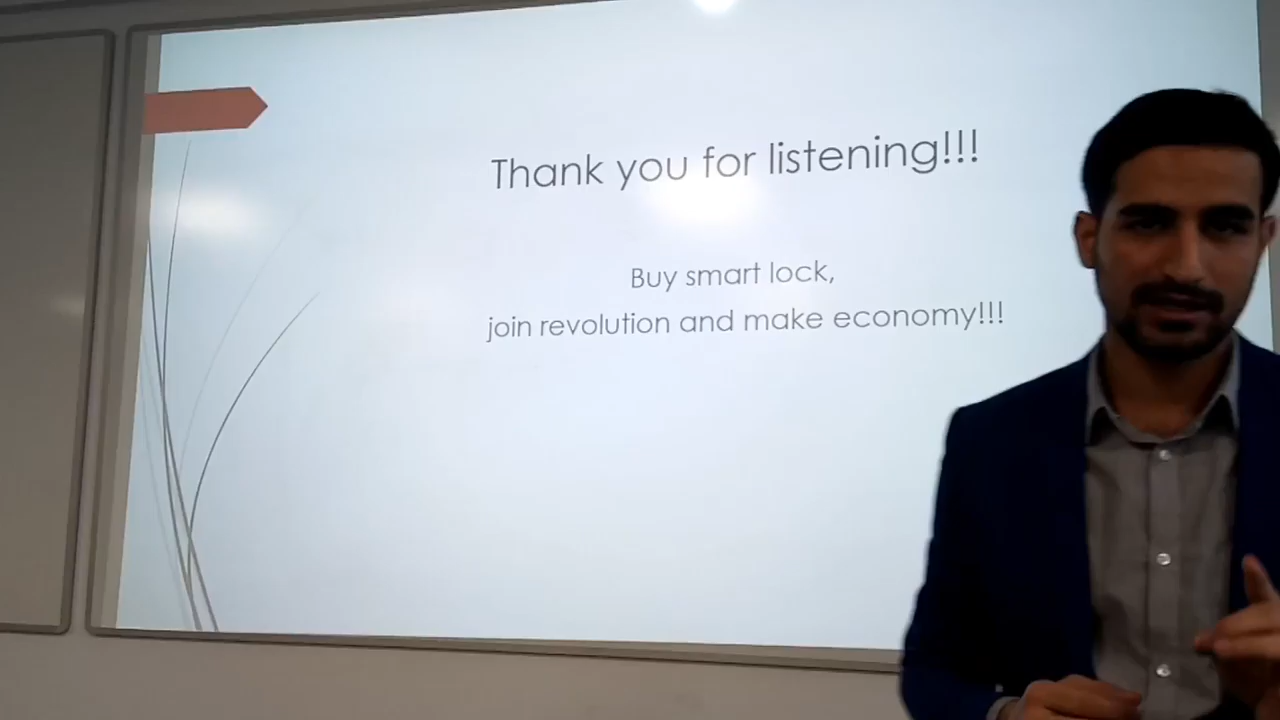 Thank you for listening!!!
Buy smart lock,
join revolution and make economy!!!